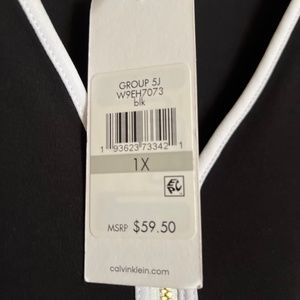 GROUP 5J
W9EH7073
blk
1 93623 73342 1
1X
MSRP $59.50
calvinklein.com